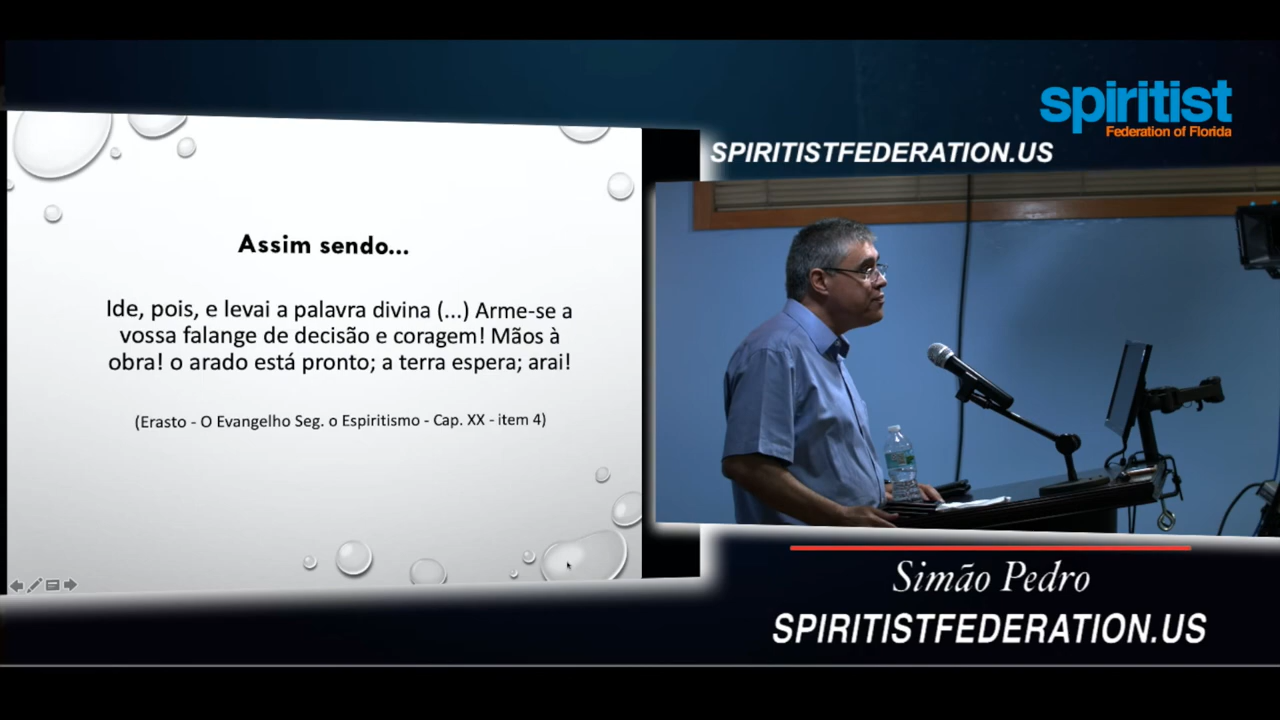 spiritist
Federation of Florida
SPIRITISTFEDERATION.US
Assim sendo...
Ide, pois, e levai a palavra divina (...) Arme-se a
vossa falange de decisão e coragem! Mãos à
obra! o arado está pronto; a terra espera; arai!
(Erasto - O Evangelho Seg. o Espiritismo - Cap. XX - item 4)
Simão Pedro
SPIRITISTFEDERATION.US